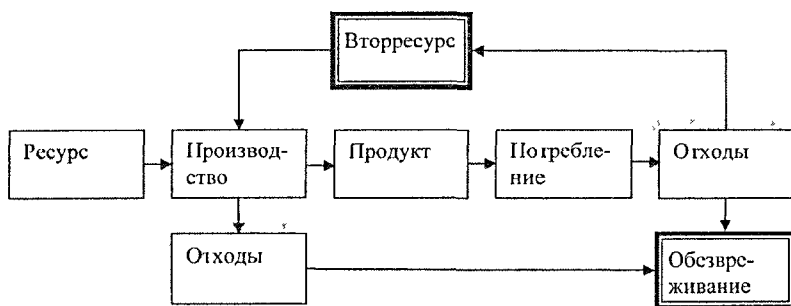 Вторресурс
Ресурс
Производ-
ство
Продукт
Потребле-
ние
Отходы
Отходы
Обезвре-
живание